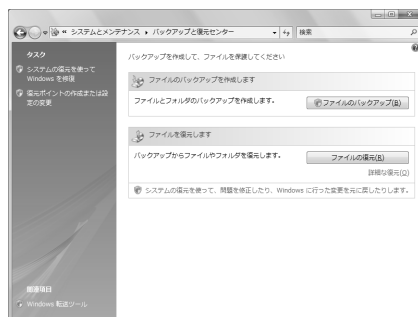 « システムとメンテナンス ▸ バックアップと復元センター
検索
タスク
システムの復元を使って
Windows を修復
復元ポイントの作成または設
定の変更
バックアップを作成して、ファイルを保護してください
ファイルのバックアップを作成します
ファイルとフォルダのバックアップを作成します。
ファイルのバックアップ(B)
ファイルを復元します
バックアップからファイルやフォルダを復元します。
ファイルの復元(R)
詳細な復元(O)
システムの復元を使って、問題を修正したり、Windows に行った変更を元に戻したりします。
関連項目
Windows 転送ツール